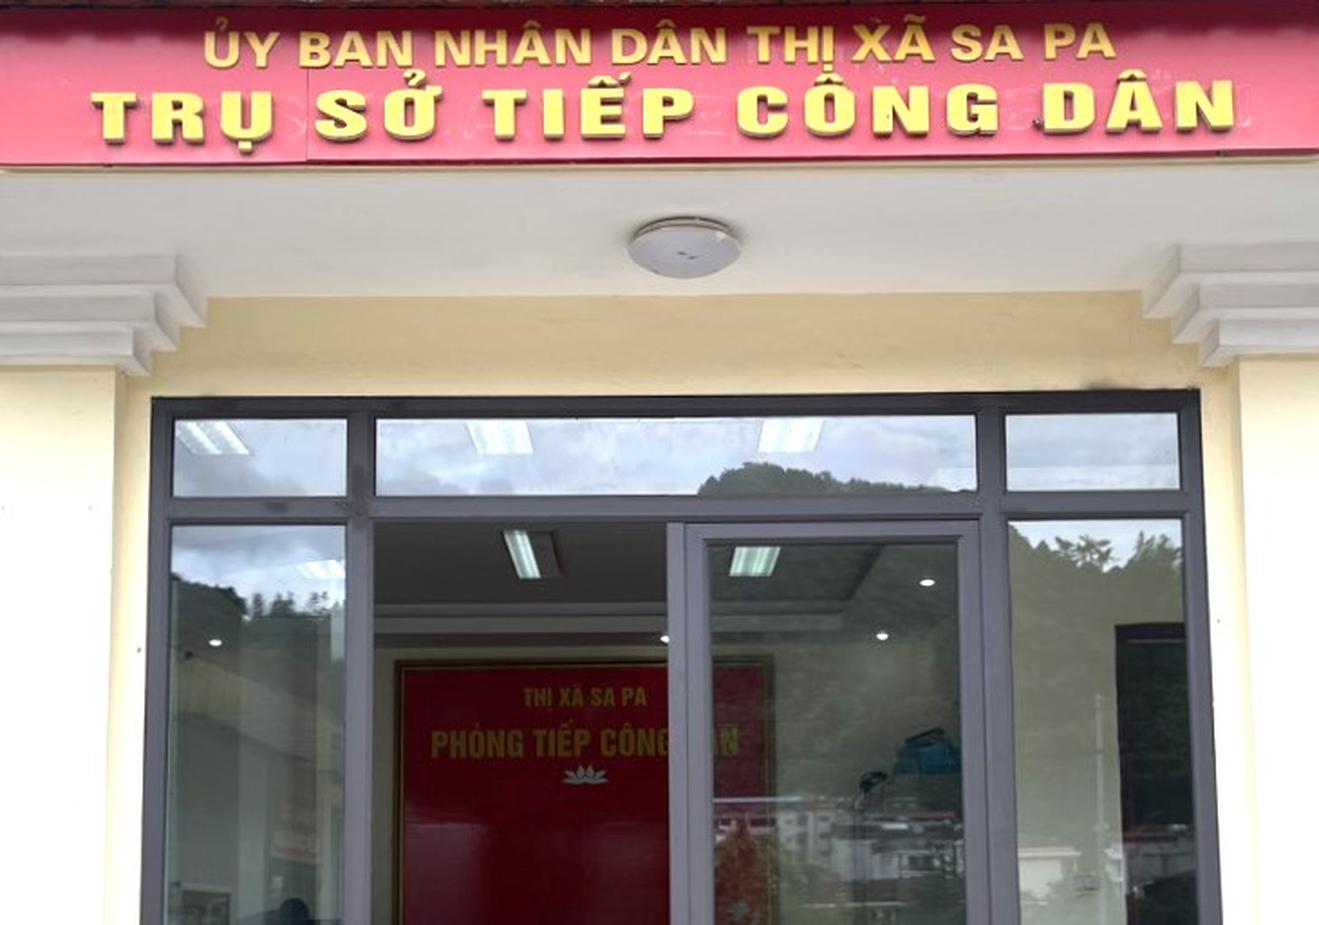 ỦY BAN NHÂN DÂN THỊ XÃ SA PA
TRỤ SỞ TIẾP CÔNG DÂN
THỊ XÃ SA PA
PHÒNG TIẾP CÔNG